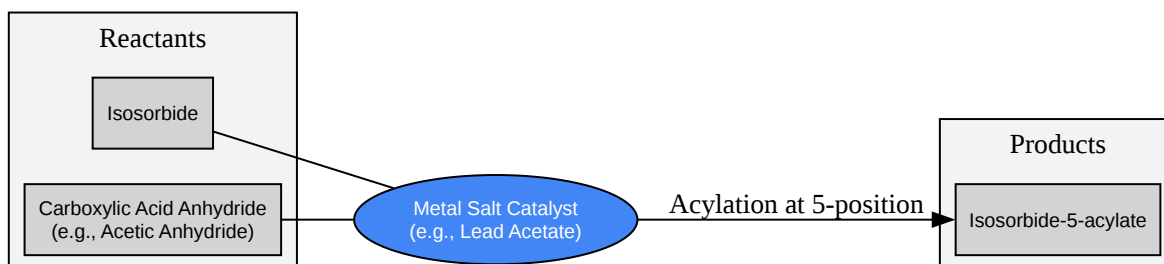 Reactants
Isosorbide
Carboxylic Acid Anhydride
(e.g., Acetic Anhydride)
Metal Salt Catalyst
(e.g., Lead Acetate)
Acylation at 5-position
Products
Isosorbide-5-acylate